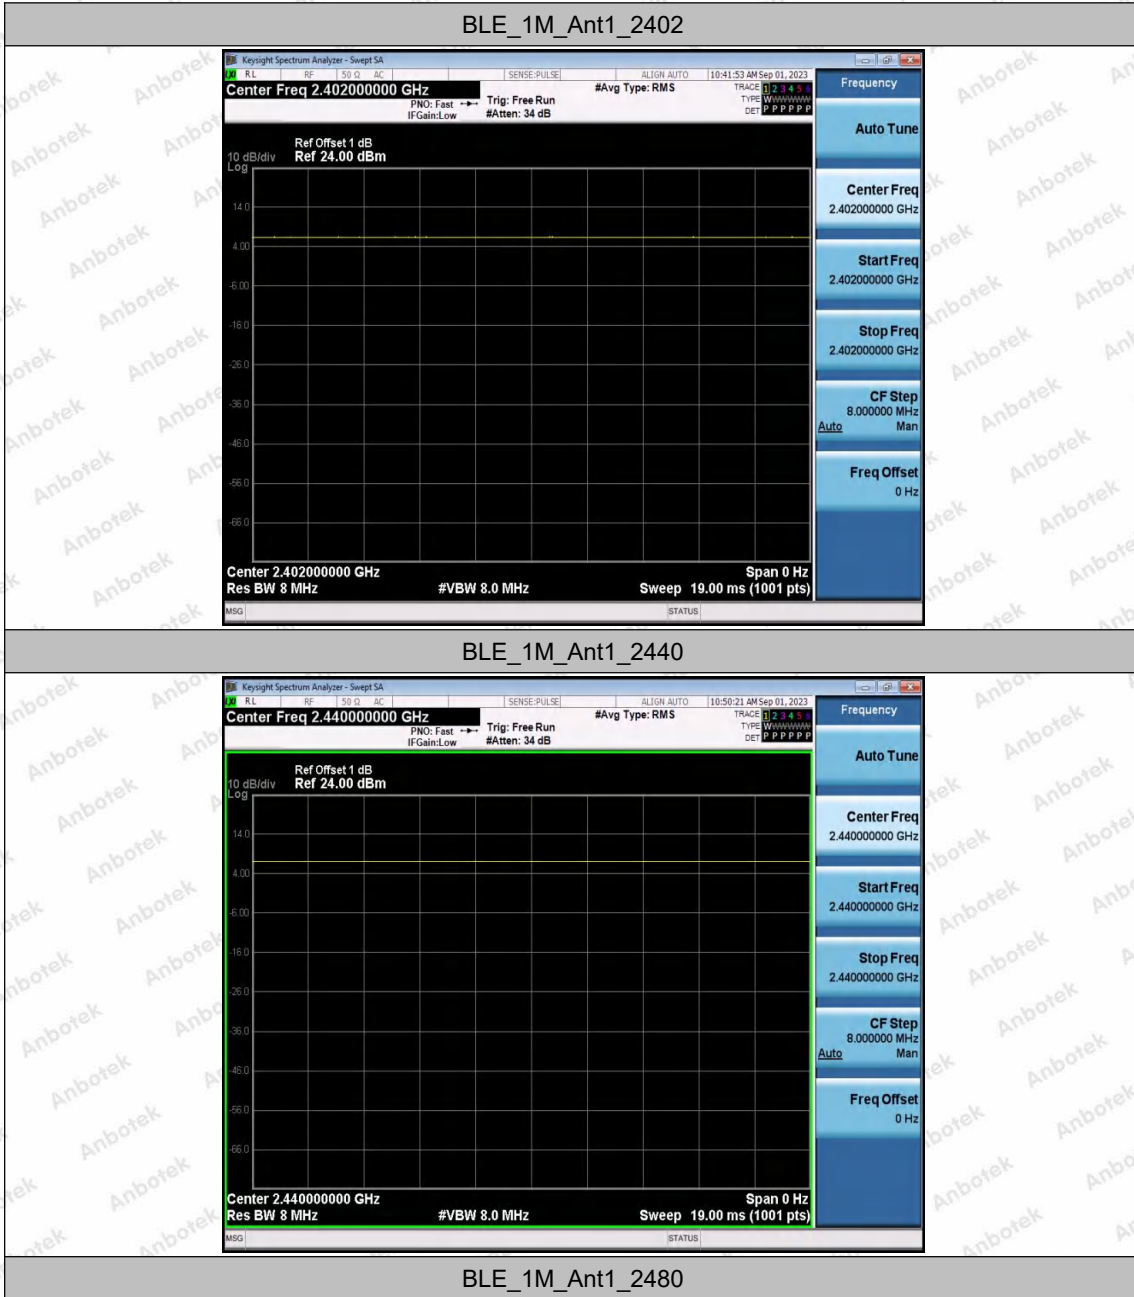 BLE_1M_Ant1_2402
Keysight Spectrum Analyzer - Swept SA
RL RF 50 Ω AC SENSE:PULSE ALIGN AUTO 10:41:53 AM Sep 01, 2023
Center Freq 2.402000000 GHz
#Avg Type: RMS
TRACE 1 2 3 4 5 6
PNO: Fast
Trig: Free Run
TYPE WWWWWW
IFGain:Low
#Atten: 34 dB
DET P P P P P P
Ref Offset 1 dB
10 dB/div Ref 24.00 dBm
Log
14.0
4.00
-6.00
-16.0
-26.0
-36.0
-46.0
-56.0
-66.0
Center 2.402000000 GHz Span 0 Hz
Res BW 8 MHz #VBW 8.0 MHz Sweep 19.00 ms (1001 pts)
MSG STATUS
Frequency
Auto Tune
Center Freq
2.402000000 GHz
Start Freq
2.402000000 GHz
Stop Freq
2.402000000 GHz
CF Step
8.000000 MHz
Auto Man
Freq Offset
0 Hz
BLE_1M_Ant1_2440
Keysight Spectrum Analyzer - Swept SA
RL RF 50 Ω AC SENSE:PULSE ALIGN AUTO 10:50:21 AM Sep 01, 2023
Center Freq 2.440000000 GHz
#Avg Type: RMS
TRACE 1 2 3 4 5 6
PNO: Fast
Trig: Free Run
TYPE WWWWWW
IFGain:Low
#Atten: 34 dB
DET P P P P P P
Ref Offset 1 dB
10 dB/div Ref 24.00 dBm
Log
14.0
4.00
-6.00
-16.0
-26.0
-36.0
-46.0
-56.0
-66.0
Center 2.440000000 GHz Span 0 Hz
Res BW 8 MHz #VBW 8.0 MHz Sweep 19.00 ms (1001 pts)
MSG STATUS
Frequency
Auto Tune
Center Freq
2.440000000 GHz
Start Freq
2.440000000 GHz
Stop Freq
2.440000000 GHz
CF Step
8.000000 MHz
Auto Man
Freq Offset
0 Hz
BLE_1M_Ant1_2480
Anbotek